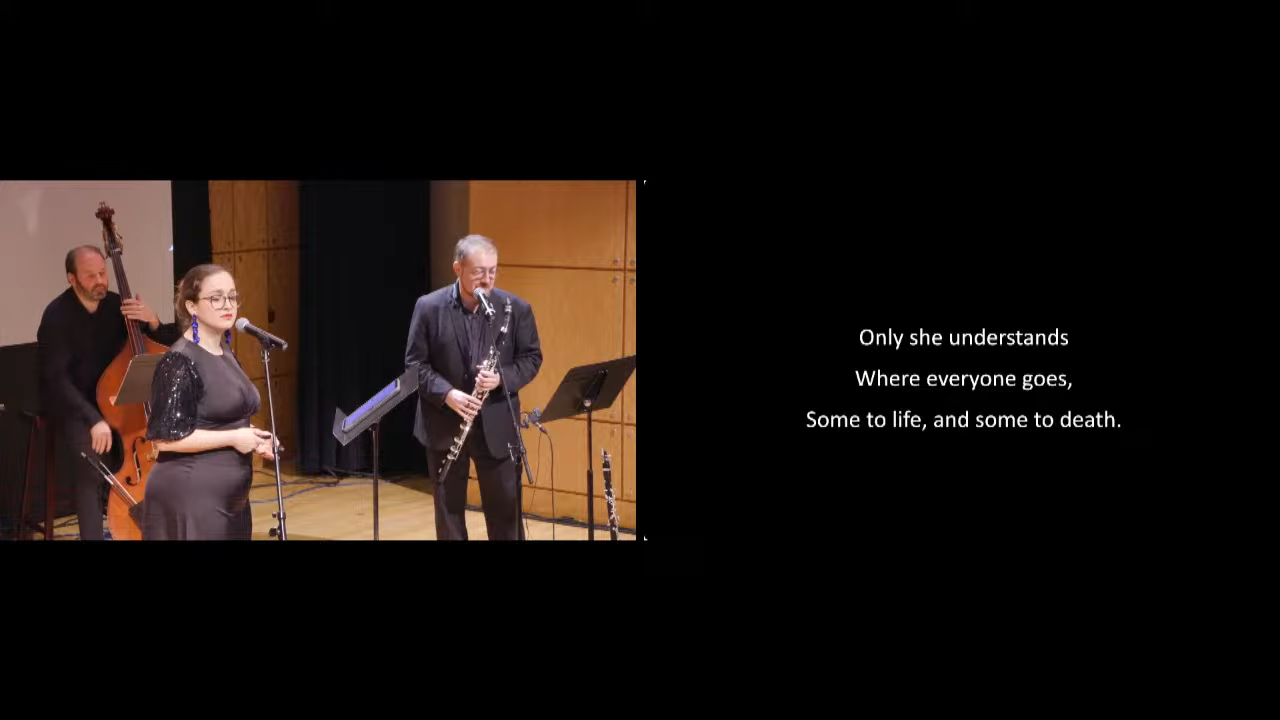 Only she understands
Where everyone goes,
Some to life, and some to death.